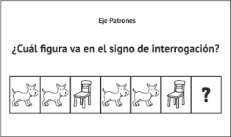 Eje Patrones
¿Cuál figura va en el signo de interrogación?
?